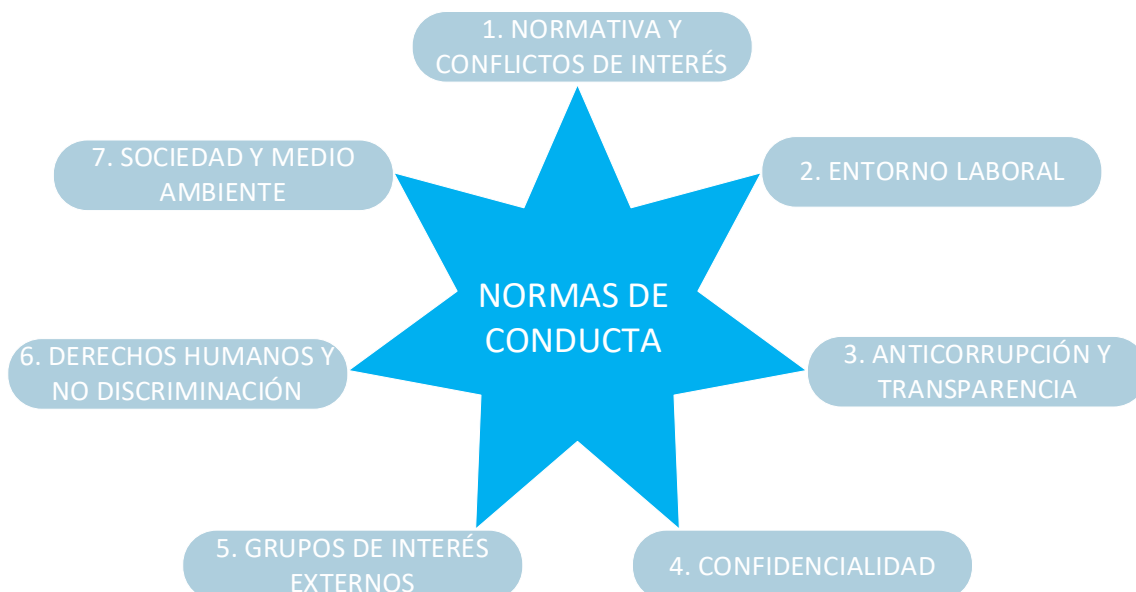 1. NORMATIVA Y
CONFLICTOS DE INTERÉS
2. ENTORNO LABORAL
3. ANTICORRUPCIÓN Y
TRANSPARENCIA
4. CONFIDENCIALIDAD
5. GRUPOS DE INTERÉS
EXTERNOS
6. DERECHOS HUMANOS Y
NO DISCRIMINACIÓN
7. SOCIEDAD Y MEDIO
AMBIENTE
NORMAS DE
CONDUCTA